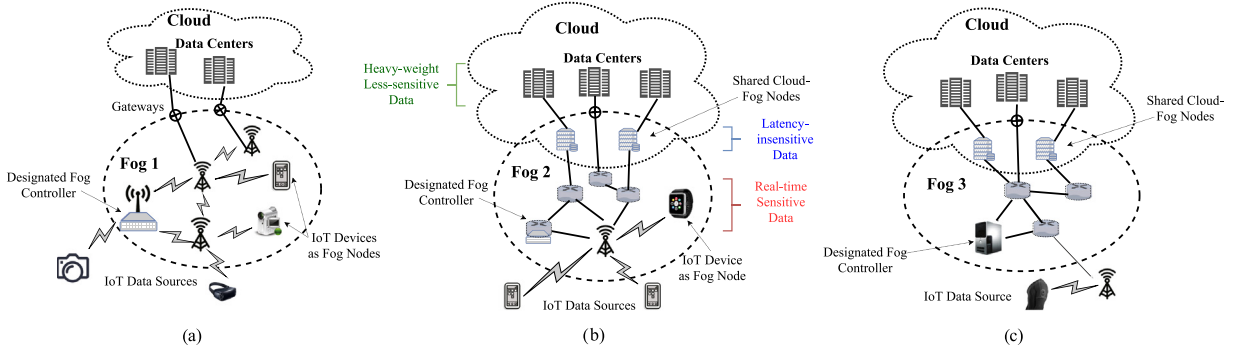 Cloud
Data Centers
Gateways
Fog 1
Designated Fog
Controller
IoT Devices
as Fog Nodes
IoT Data Sources
(a)
Cloud
Data Centers
Heavy-weight
Less-sensitive
Data
Shared Cloud-
Fog Nodes
Latency-
insensitive
Data
Fog 2
Designated Fog
Controller
Real-time
Sensitive
Data
IoT Device
as Fog Node
IoT Data Sources
(b)
Cloud
Data Centers
Shared Cloud-
Fog Nodes
Fog 3
Designated Fog
Controller
IoT Data Source
(c)